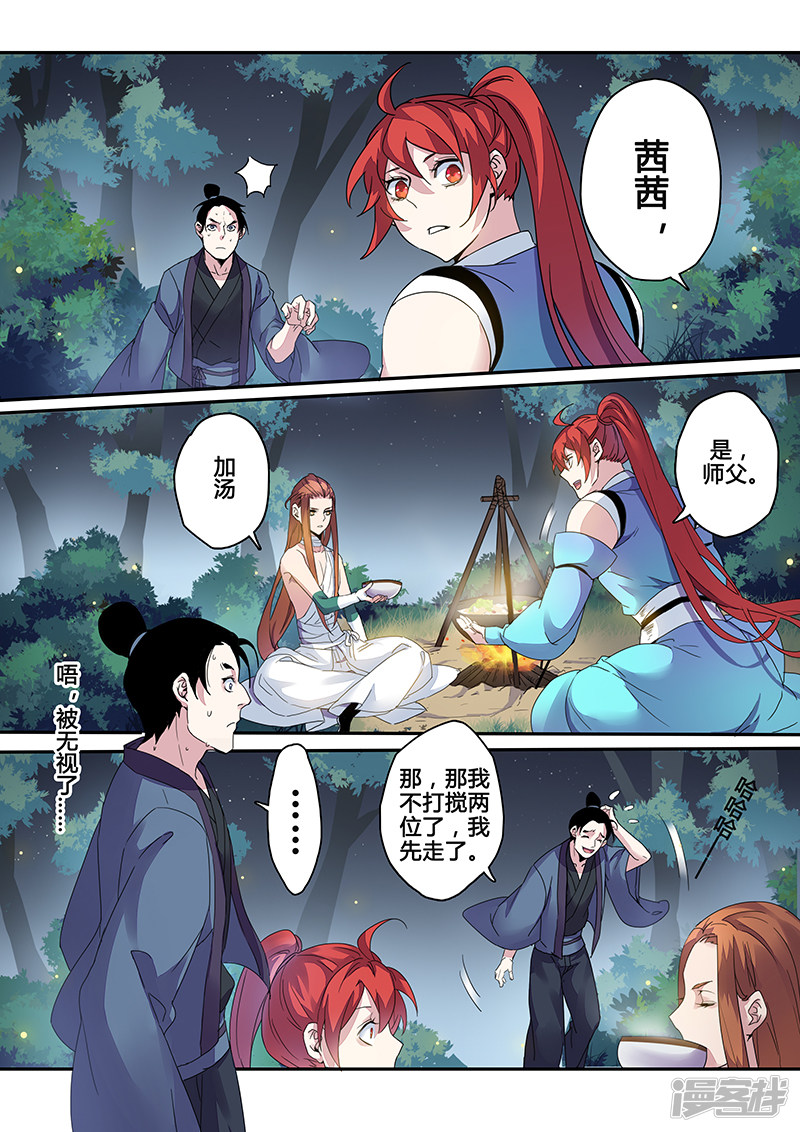 茜茜，
是，
师父。
加汤
唔，被无视了……
……
那，那我
不打搅两
位了，我
先走了。
哈哈哈——
漫客栈